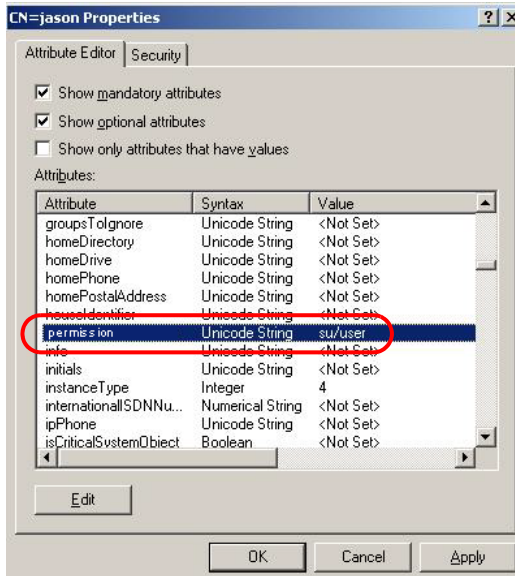 CN=jason Properties
Attribute Editor Security
Show mandatory attributes
Show optional attributes
Show only attributes that have values
Attributes:
Attribute Syntax Value
groupsToIgnore Unicode String <Not Set>
homeDirectory Unicode String <Not Set>
homeDrive Unicode String <Not Set>
homePhone Unicode String <Not Set>
homePostalAddress Unicode String <Not Set>
houseIdentifier Unicode String <Not Set>
permission Unicode String su/user
info Unicode String <Not Set>
initials Unicode String <Not Set>
instanceType Integer 4
internationalISDNNu... Numerical String <Not Set>
ipPhone Unicode String <Not Set>
isCriticalSystemObject Boolean <Not Set>
Edit
OK Cancel Apply